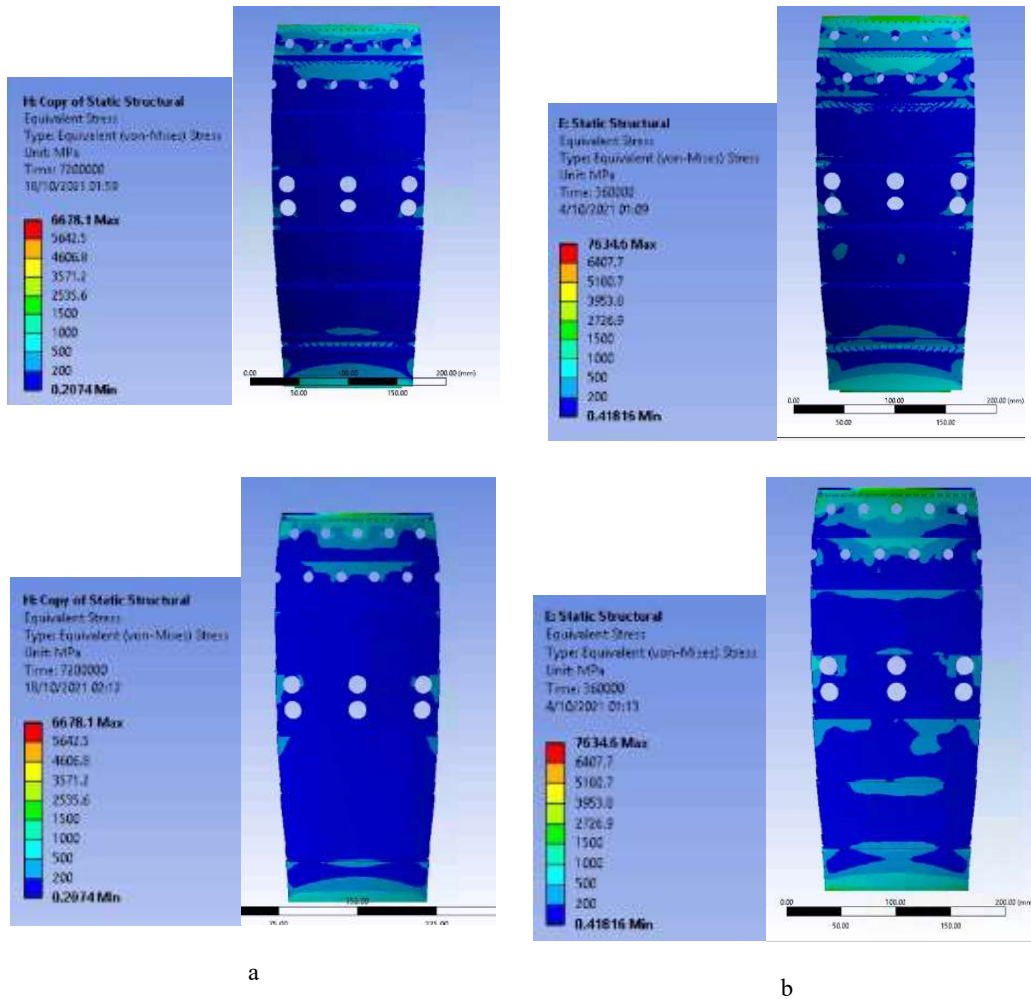 H: Copy of Static Structural
Equivalent Stress
Type: Equivalent (von-Mises) Stress
Unit: MPa
Time: 7200000
18/10/2021 01:59
6678.1 Max
5642.5
4606.8
3571.2
2535.6
1500
1000
500
200
0.2074 Min
0.00
100.00
200.00 (mm)
50.00
150.00
E: Static Structural
Equivalent Stress
Type: Equivalent (von-Mises) Stress
Unit: MPa
Time: 360000
4/10/2021 01:09
7634.6 Max
6407.7
5180.7
3953.8
2726.9
1500
1000
500
200
0.41816 Min
0.00
100.00
200.00 (mm)
50.00
150.00
H: Copy of Static Structural
Equivalent Stress
Type: Equivalent (von-Mises) Stress
Unit: MPa
Time: 7200000
18/10/2021 02:12
6678.1 Max
5642.5
4606.8
3571.2
2535.6
1500
1000
500
200
0.2074 Min
150.00
75.00
225.00
E: Static Structural
Equivalent Stress
Type: Equivalent (von-Mises) Stress
Unit: MPa
Time: 360000
4/10/2021 01:13
7634.6 Max
6407.7
5180.7
3953.8
2726.9
1500
1000
500
200
0.41816 Min
0.00
100.00
200.00 (mm)
50.00
150.00
a
b